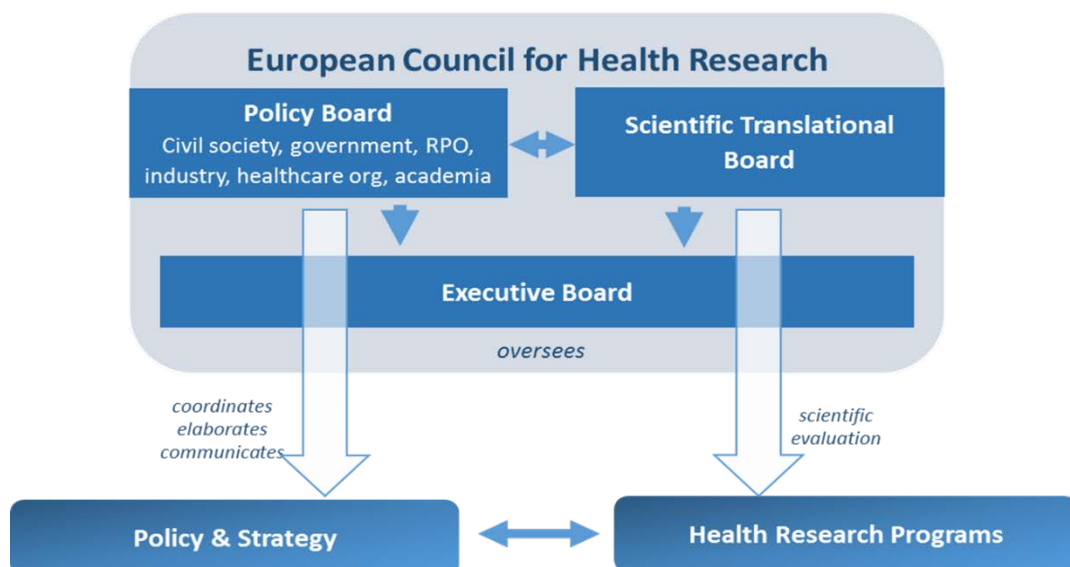 European Council for Health Research
Policy Board
Civil society, government, RPO,
industry, healthcare org, academia
Scientific Translational
Board
Executive Board
oversees
coordinates
elaborates
communicates
scientific
evaluation
Policy & Strategy
Health Research Programs